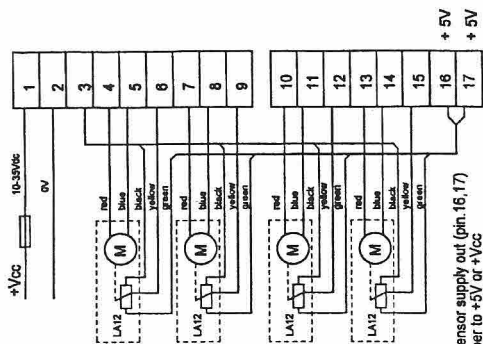 +Vcc
10-35Vdc
0V
1
2
3
4
5
6
7
8
9
10
11
12
13
14
15
16
17
+ 5V
+ 5V
red
blue
black
yellow
green
M
LA12
red
blue
black
yellow
green
M
LA12
red
blue
black
yellow
green
M
LA12
red
blue
black
yellow
green
M
LA12
ensor supply out (pin.16,17)
to +5V or +Vcc